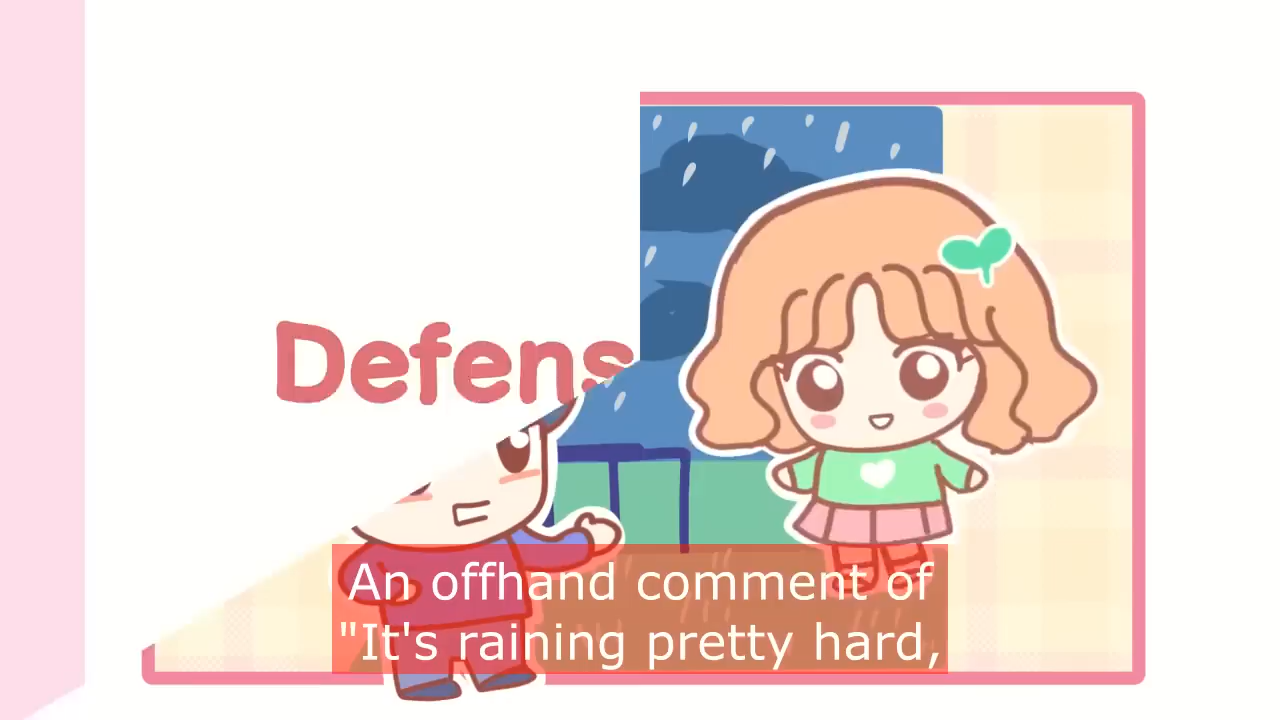 Defens
An offhand comment of
"It's raining pretty hard,